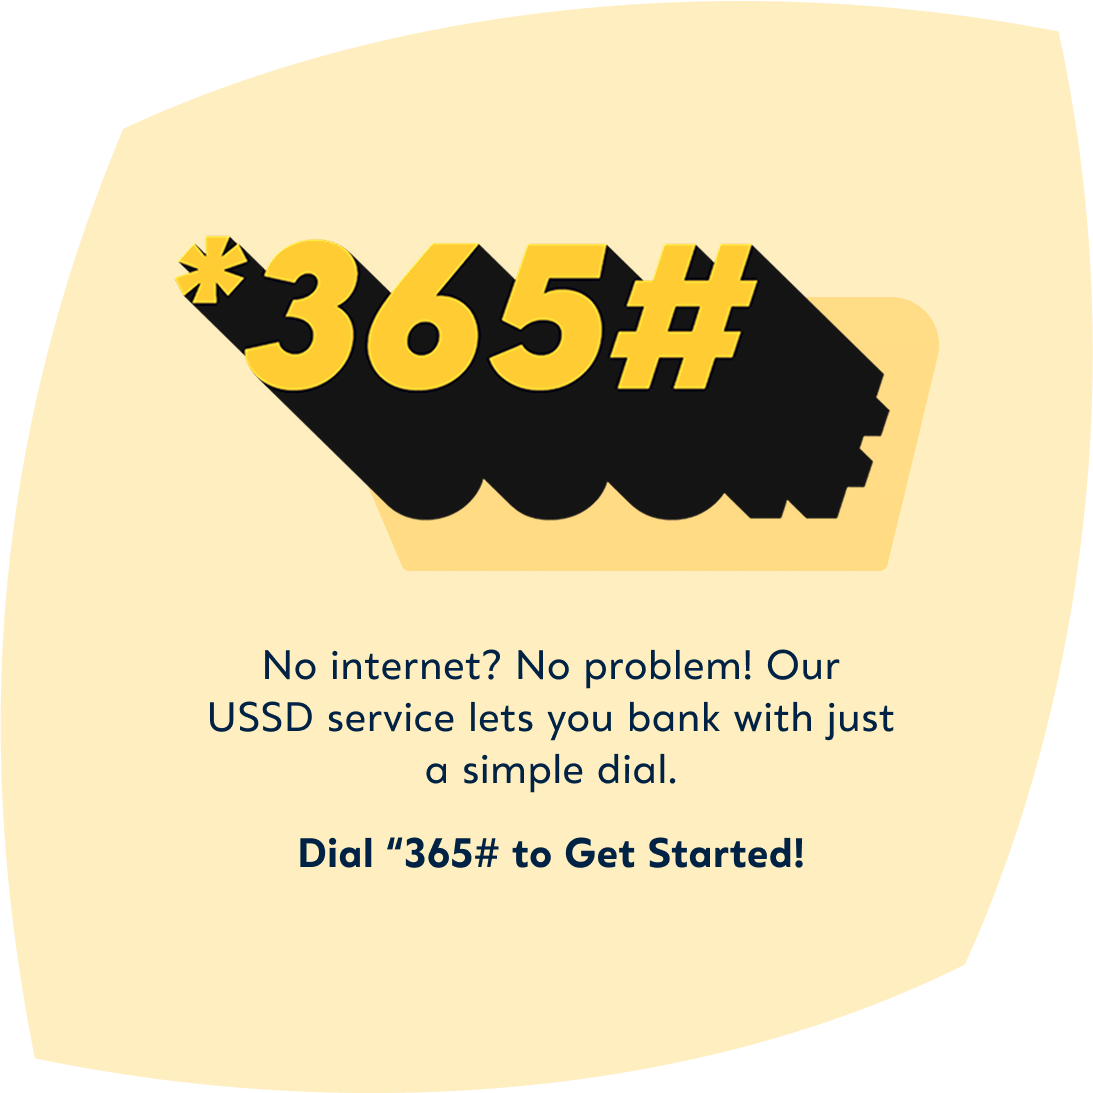 *365#
No internet? No problem! Our
USSD service lets you bank with just
a simple dial.
Dial “365# to Get Started!